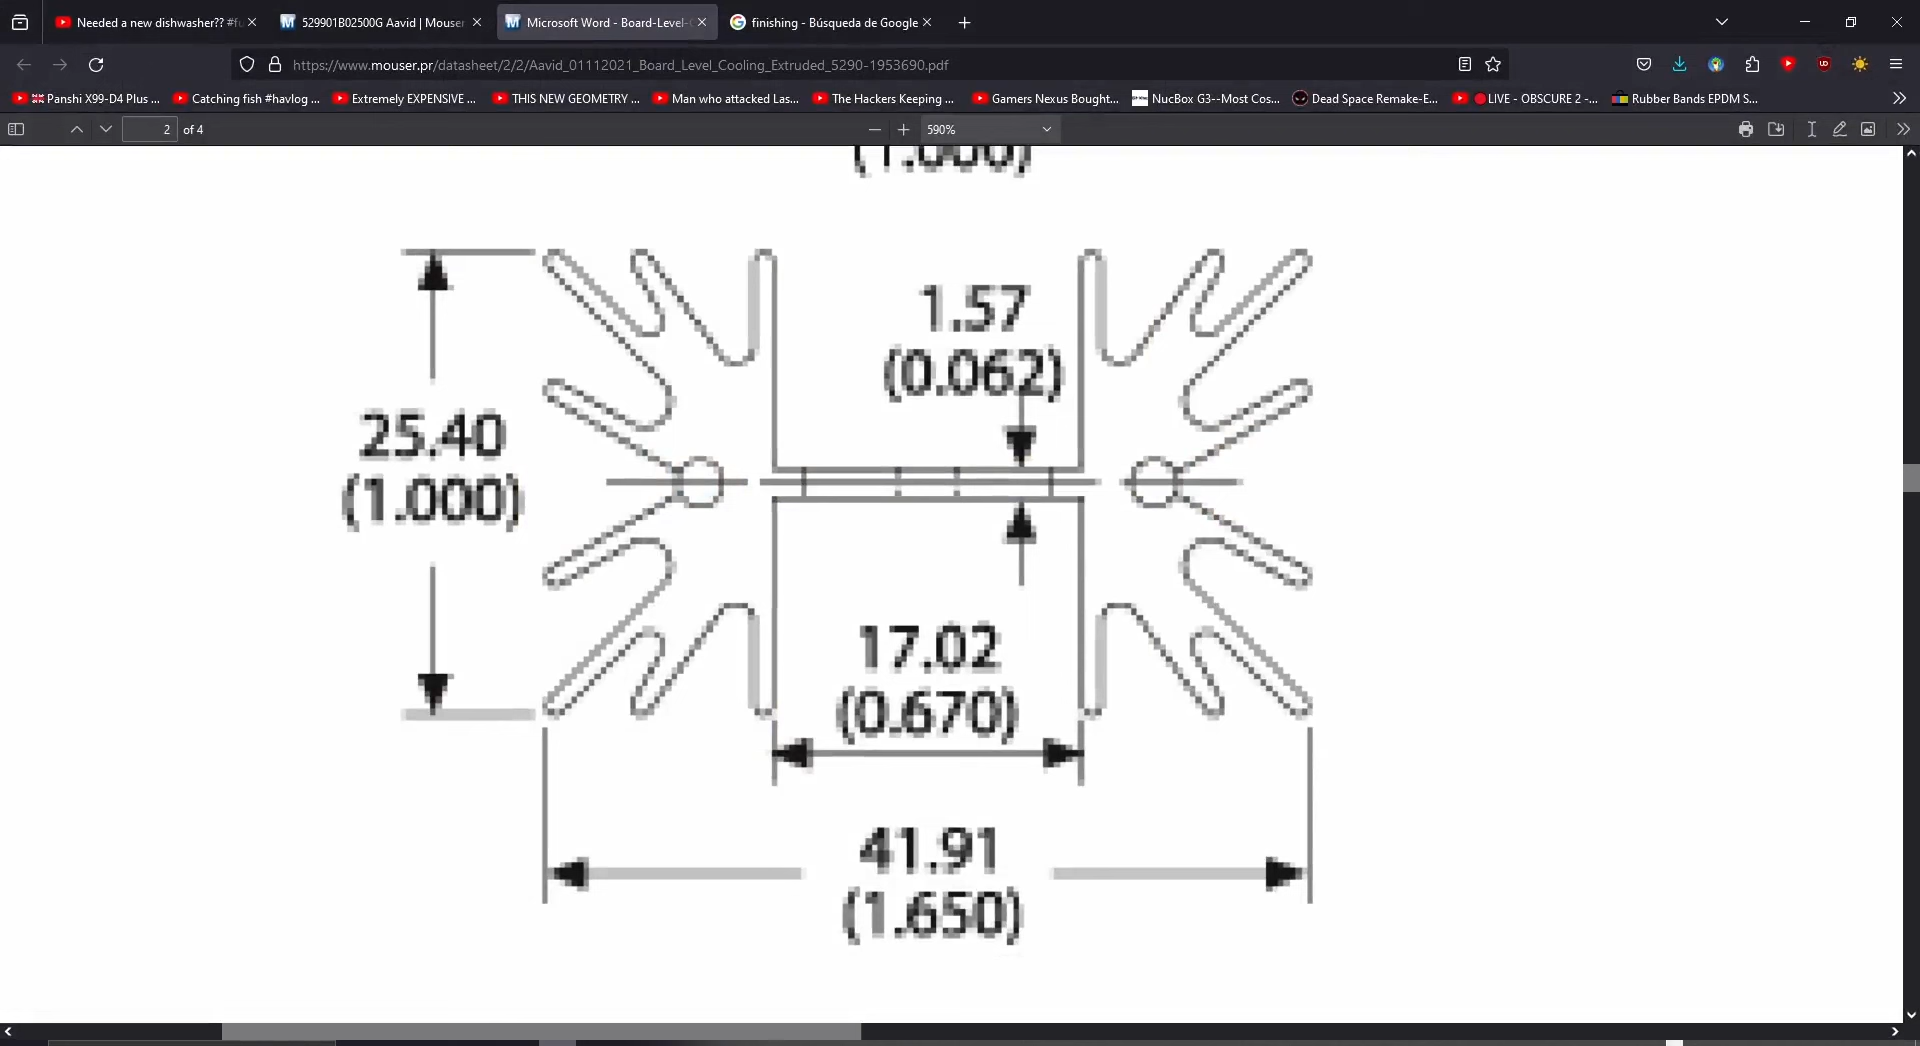 Needed a new dishwasher?? #fu
529901B02500G Aavid | Mouser
Microsoft Word - Board-Level-C
finishing - Búsqueda de Google
https://www.mouser.pr/datasheet/2/2/Aavid_01112021_Board_Level_Cooling_Extruded_5290-1953690.pdf
Panshi X99-D4 Plus ...
Catching fish #havlog ...
Extremely EXPENSIVE ...
THIS NEW GEOMETRY ...
Man who attacked Las...
The Hackers Keeping ...
Gamers Nexus Bought...
NucBox G3--Most Cos...
Dead Space Remake-E...
LIVE - OBSCURE 2 -...
Rubber Bands EPDM S...
2 of 4
590%
(1.000)
1.57
(0.062)
25.40
(1.000)
17.02
(0.670)
41.91
(1.650)